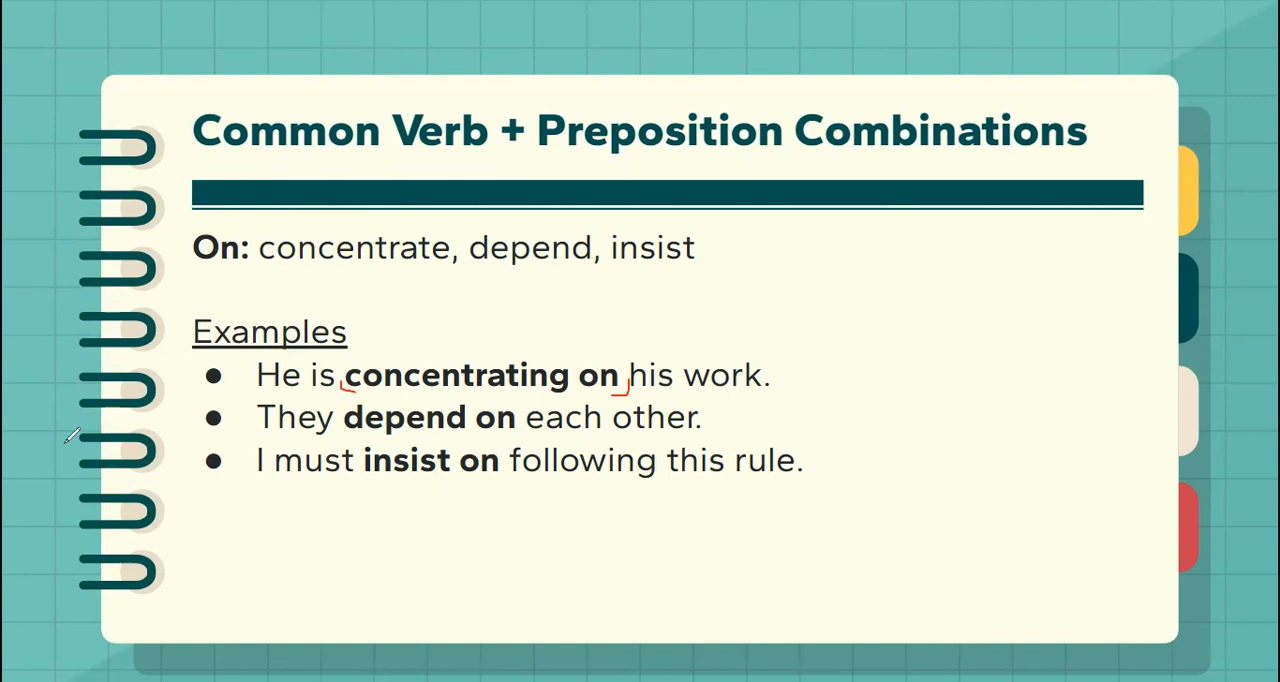 Common Verb + Preposition Combinations
On: concentrate, depend, insist
Examples
● He is concentrating on his work.
● They depend on each other.
● I must insist on following this rule.